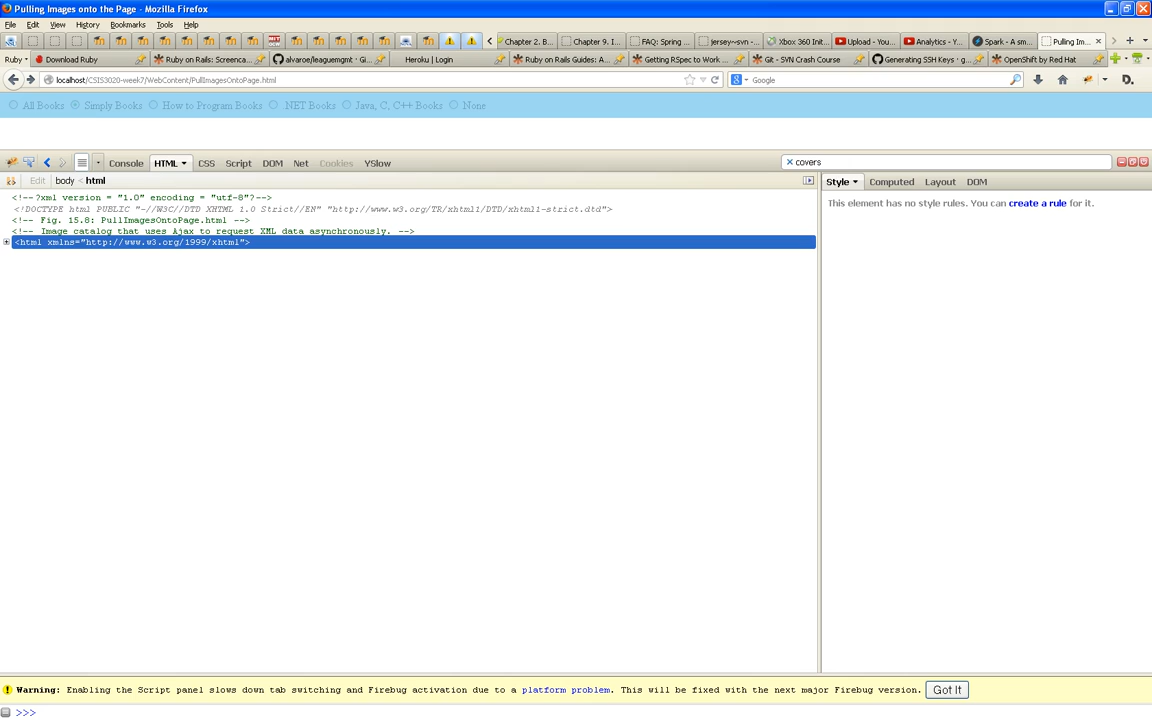 Pulling Images onto the Page - Mozilla Firefox
File Edit View History Bookmarks Tools Help
Chapter 2. B... Chapter 9. I... FAQ: Spring ... jersey~svn -... Xbox 360 Init... Upload - You... Analytics - Y... Spark - A sm... Pulling Im...
Ruby Download Ruby Ruby on Rails: Screenca... alvaroe/leaguemgmt · Gi... Heroku | Login Ruby on Rails Guides: A... Getting RSpec to Work ... Git - SVN Crash Course Generating SSH Keys · g... OpenShift by Red Hat
localhost/CSIS3020-week7/WebContent/PullImagesOntoPage.html Google D.
All Books Simply Books How to Program Books .NET Books Java, C, C++ Books None
Console HTML CSS Script DOM Net Cookies YSlow covers
Edit body < html Style Computed Layout DOM
<!--?xml version = "1.0" encoding = "utf-8"?-->
This element has no style rules. You can create a rule for it.
<!DOCTYPE html PUBLIC "-//W3C//DTD XHTML 1.0 Strict//EN" "http://www.w3.org/TR/xhtml1/DTD/xhtml1-strict.dtd">
<!-- Fig. 15.8: PullImagesOntoPage.html -->
<!-- Image catalog that uses Ajax to request XML data asynchronously. -->
<html xmlns="http://www.w3.org/1999/xhtml">
Warning: Enabling the Script panel slows down tab switching and Firebug activation due to a platform problem. This will be fixed with the next major Firebug version. Got It
>>>